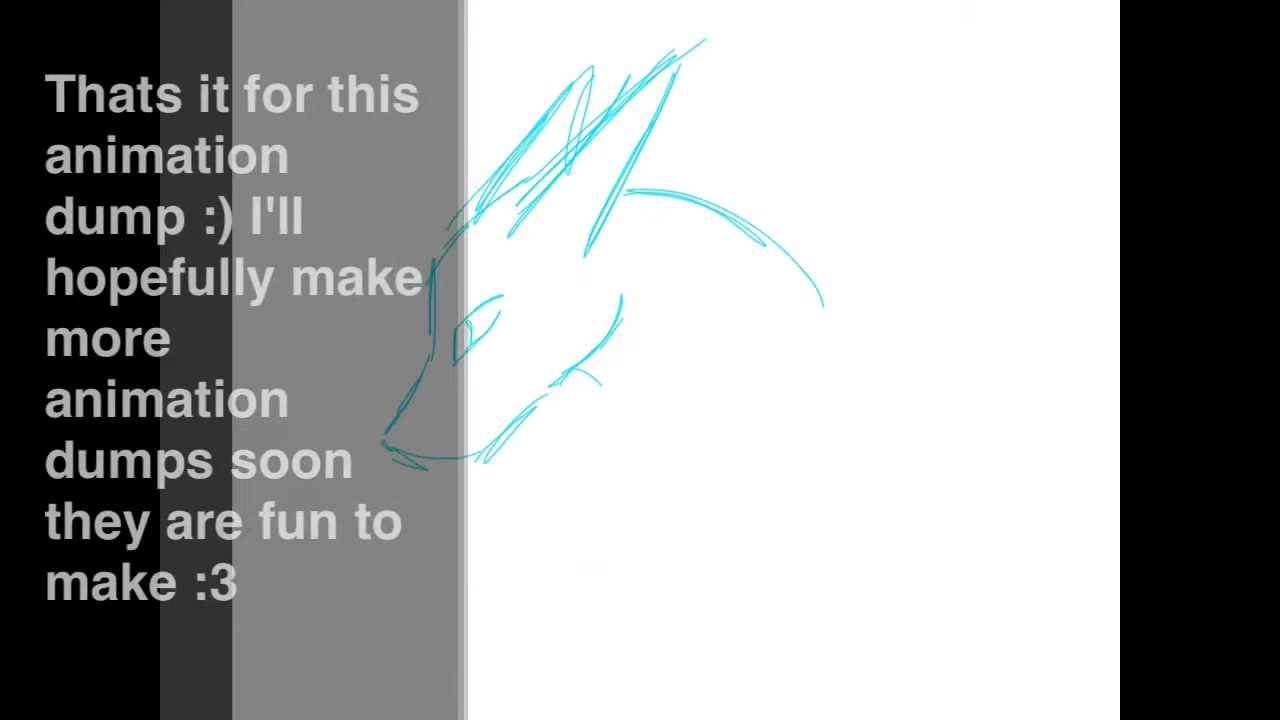 Thats it for this
animation
dump :) I'll
hopefully make
more
animation
dumps soon
they are fun to
make :3